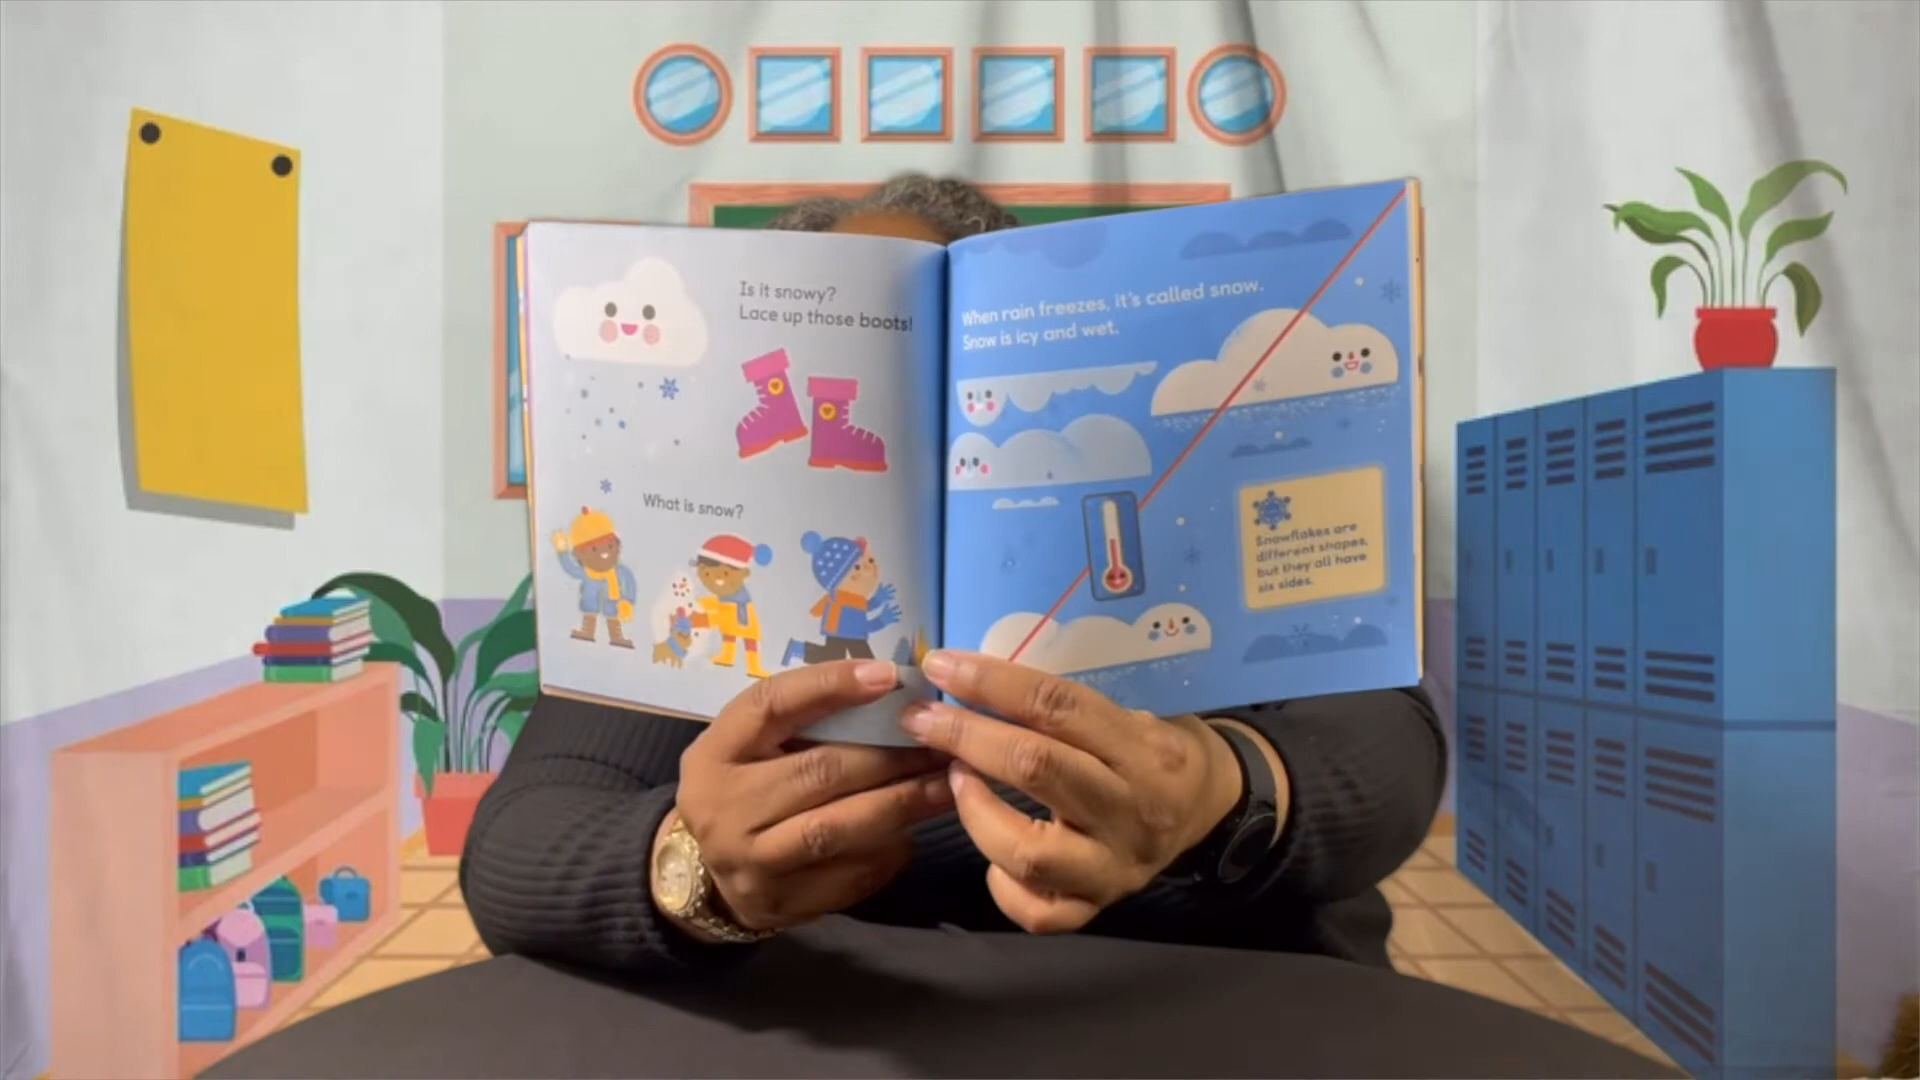 Is it snowy?
Lace up those boots!
What is snow?
When rain freezes, it's called snow.
Snow is icy and wet.
Snowflakes are
different shapes,
but they all have
six sides.